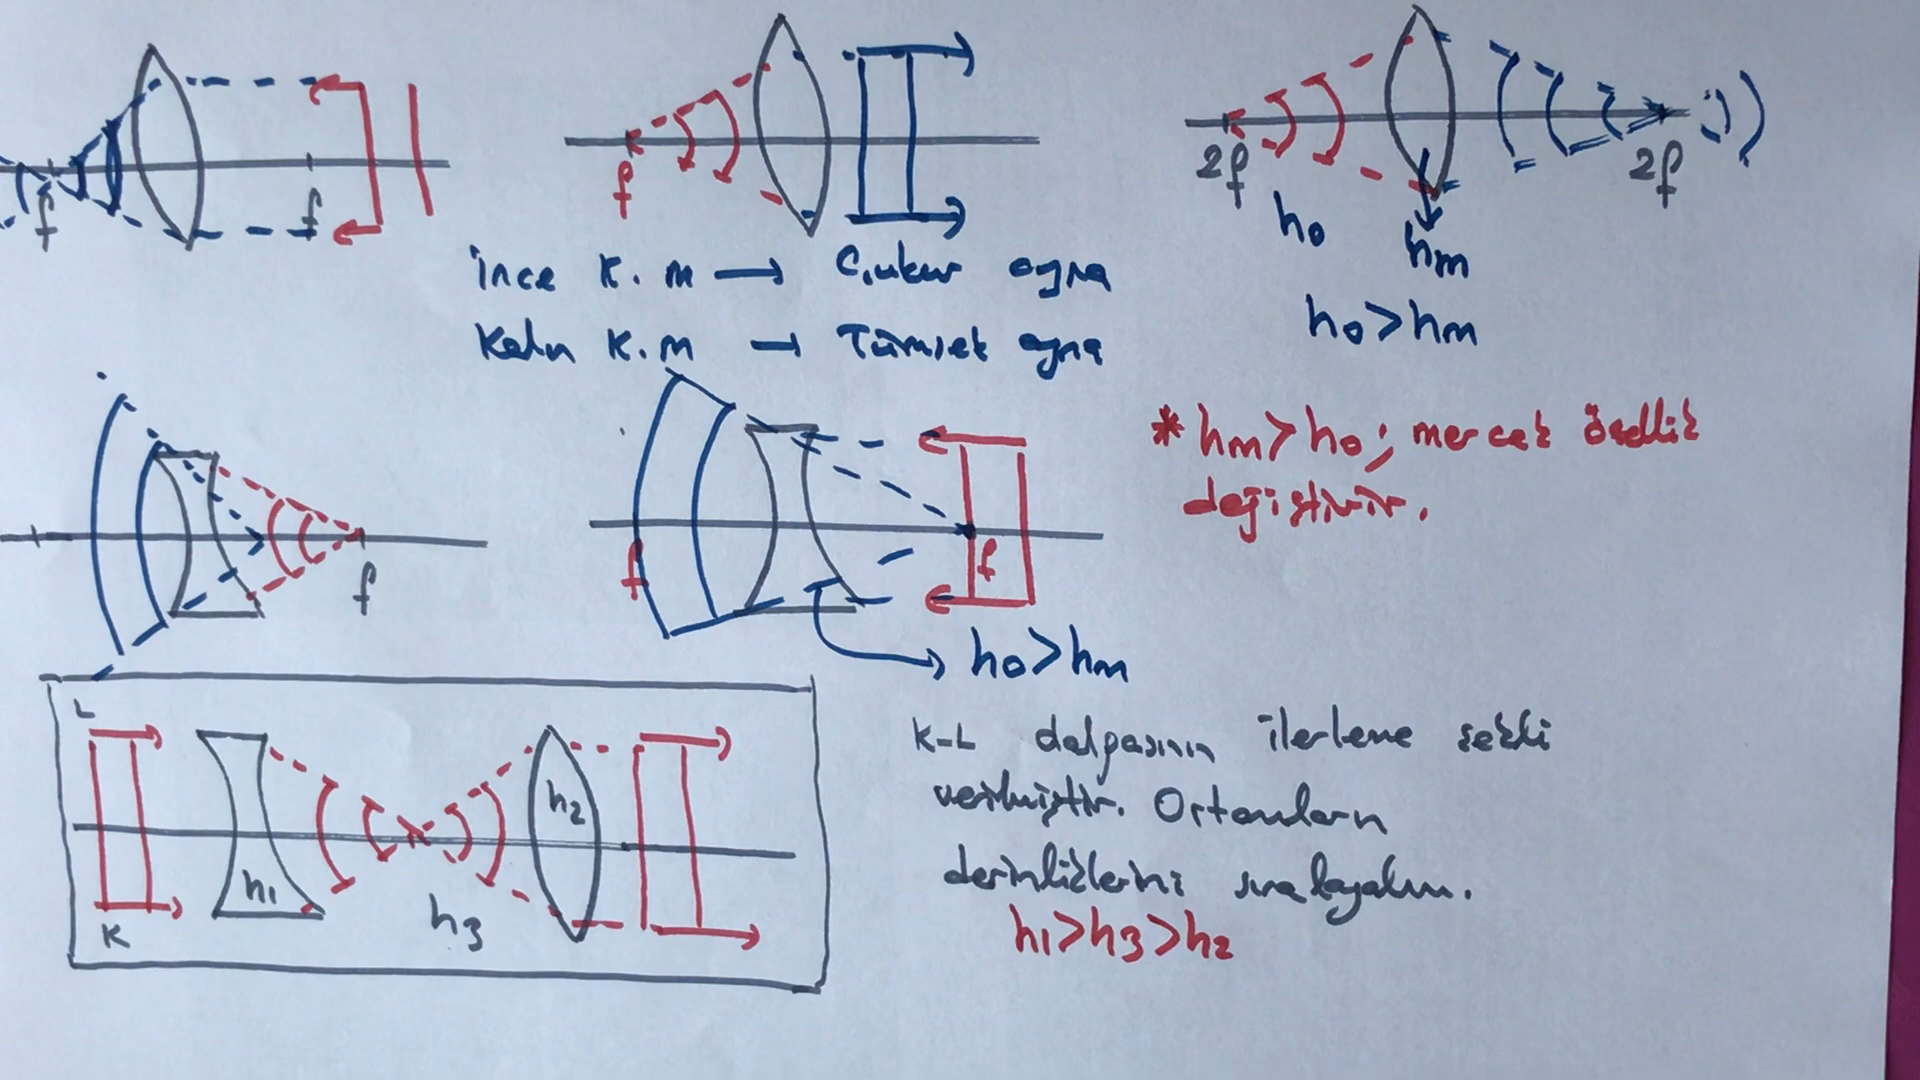 f
f
f
2f
2f
h₀
hm
h₀>hm
İnce K.m → Çukur ayna
Kalın K.m → Tümsek ayna
* hm>h₀; mercek özellik
değiştirir.
f
f
f
h₀>hm
L
K
h₁
h₃
h₂
K-L dalgasının ilerleme şekli
verilmiştir. Ortamların
derinliklerini sıralayalım.
h₁>h₃>h₂